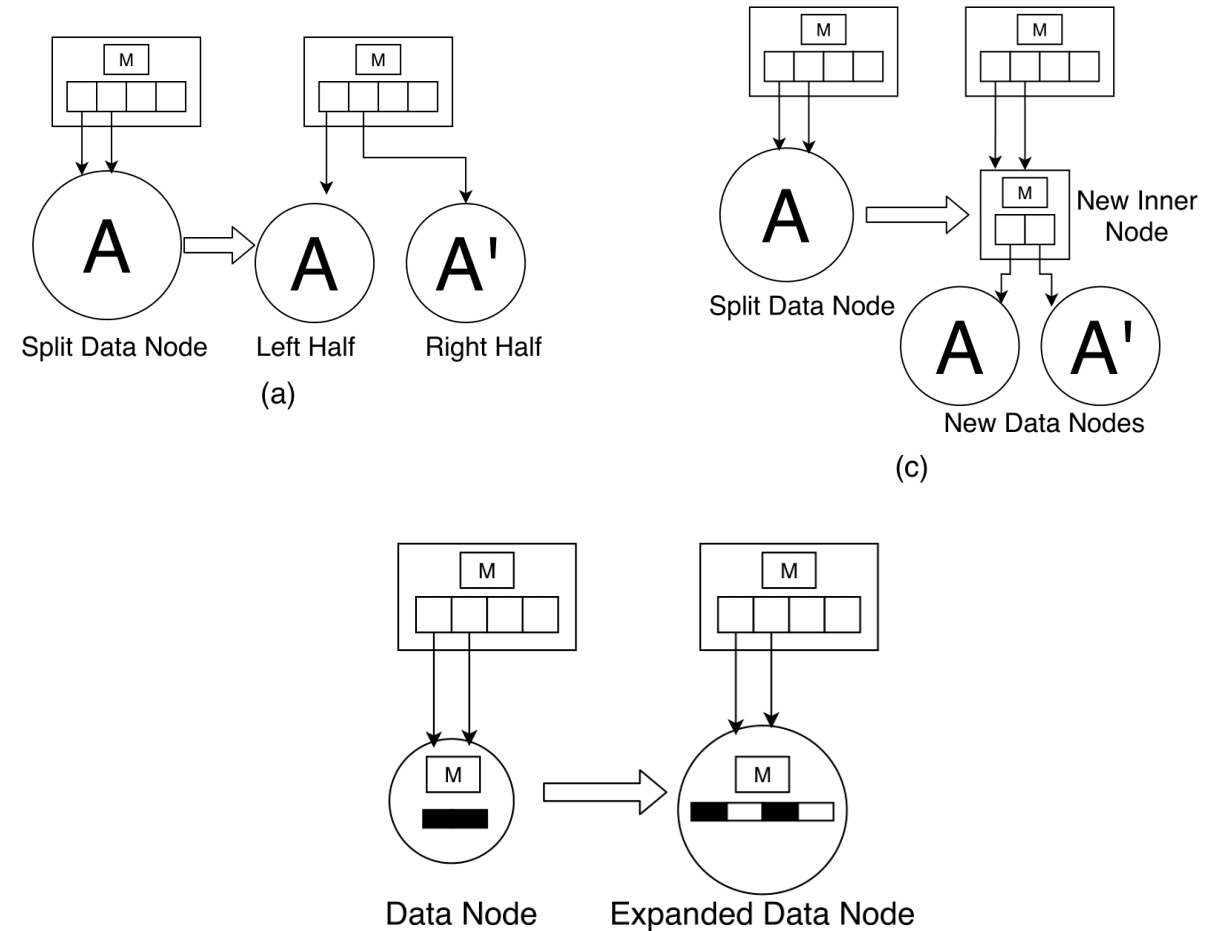 M
M
A
A
A'
Split Data Node
Left Half
Right Half
(a)
M
M
A
M
New Inner
Node
Split Data Node
A
A'
New Data Nodes
(c)
M
M
M
M
Data Node
Expanded Data Node